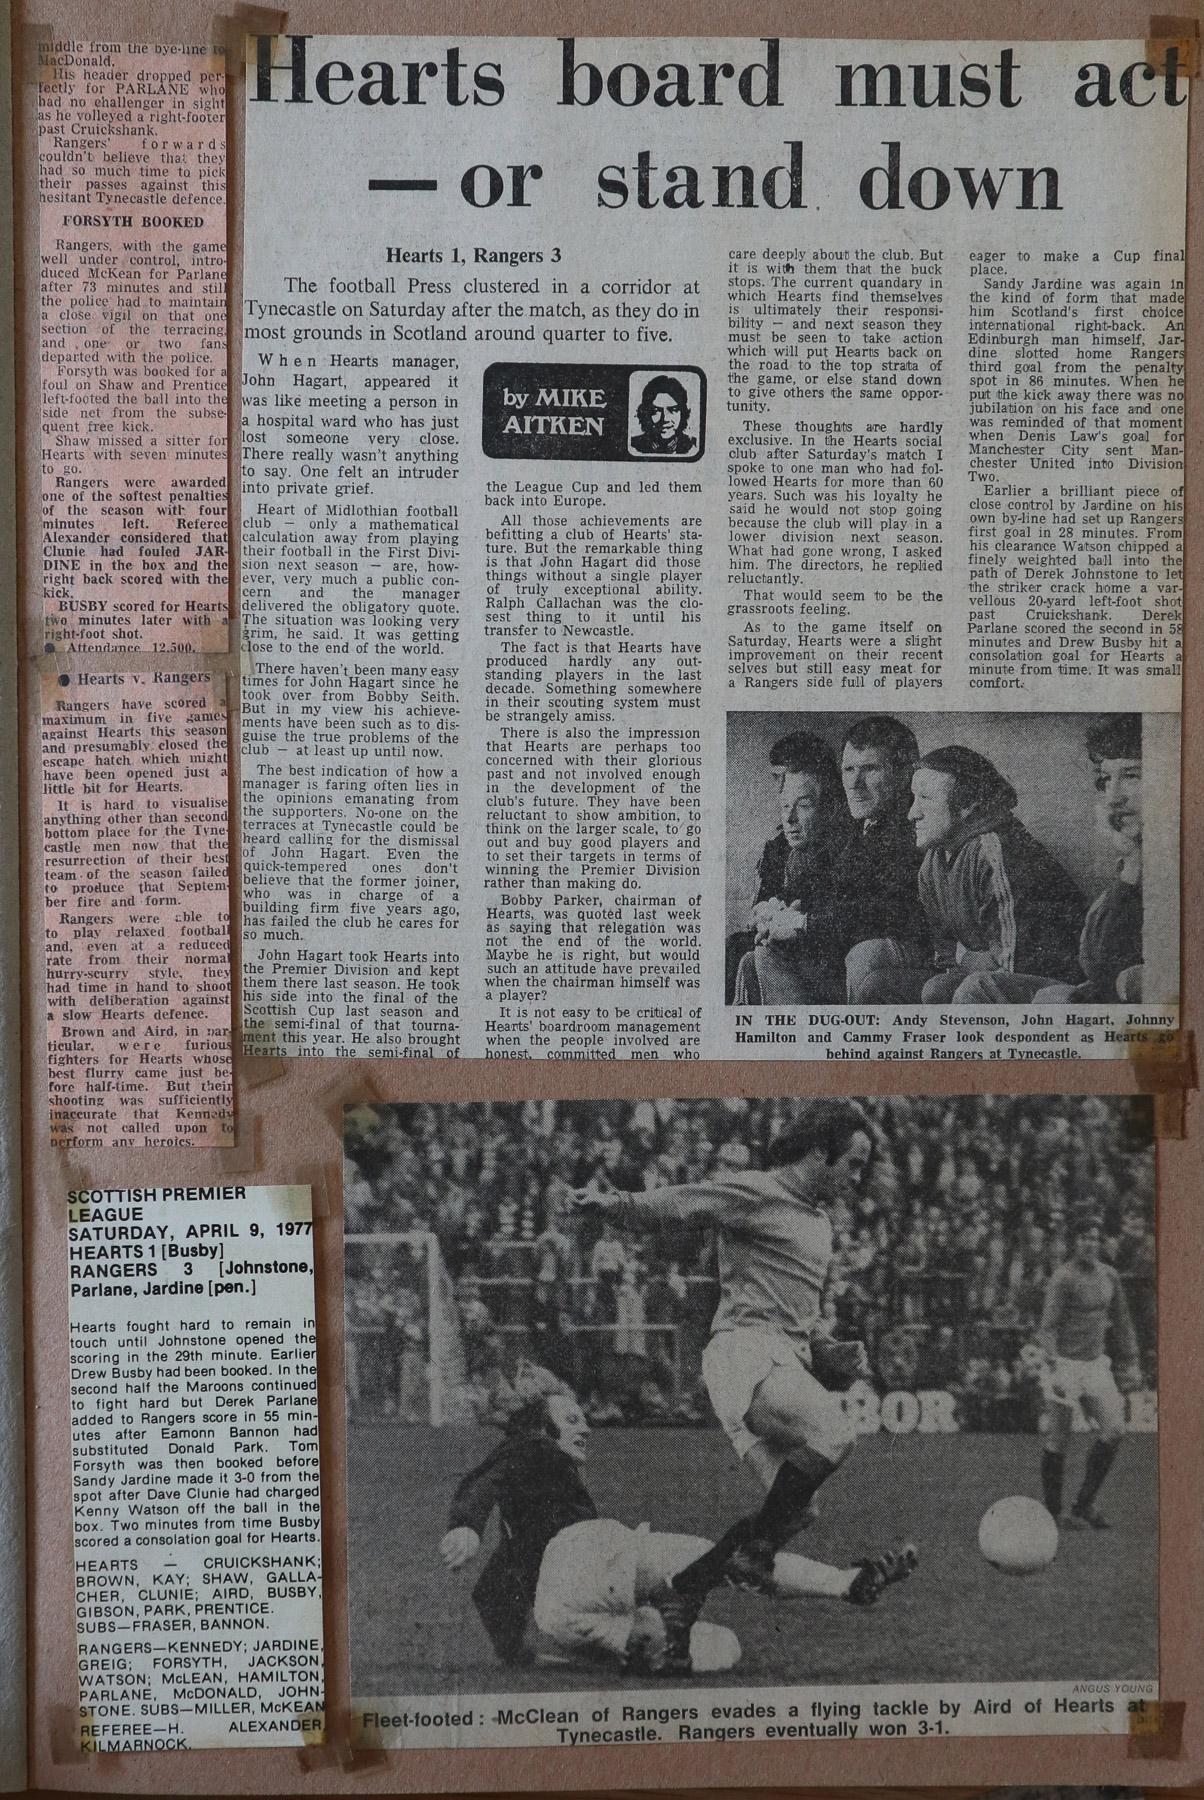 middle from the bye-line to
MacDonald.
His header dropped per-
fectly for PARLANE who
had no challenger in sight
as he volleyed a right-footer
past Cruickshank.
Rangers' forwards
couldn't believe that they
had so much time to pick
their passes against this
hesitant Tynecastle defence.
FORSYTH BOOKED
Rangers, with the game
well under control, intro-
duced McKean for Parlane
after 73 minutes and still
the police had to maintain
a close vigil on that one
section of the terracing,
and one or two fans
departed with the police.
Forsyth was booked for a
foul on Shaw and Prentice
left-footed the ball into the
side net from the subse-
quent free kick.
Shaw missed a sitter for
Hearts with seven minutes
to go.
Rangers were awarded
one of the softest penalties
of the season with four
minutes left. Referee
Alexander considered that
Clunie had fouled JAR-
DINE in the box and the
right back scored with the
kick.
BUSBY scored for Hearts
two minutes later with a
right-foot shot.
● Attendance 12,500.
● Hearts v. Rangers
Rangers have scored a
maximum in five games
against Hearts this season
and presumably closed the
escape hatch which might
have been opened just a
little bit for Hearts.
It is hard to visualise
anything other than second
bottom place for the Tyne-
castle men now that the
resurrection of their best
team of the season failed
to produce that Septem-
ber fire and form.
Rangers were able to
to play relaxed football
and, even at a reduced
rate from their normal
hurry-scurry style, they
had time in hand to shoot
with deliberation against
a slow Hearts defence.
Brown and Aird, in par-
ticular, were furious
fighters for Hearts whose
best flurry came just be-
fore half-time. But their
shooting was sufficiently
inaccurate that Kennedy
was not called upon to
perform any heroics.
Hearts board must act
— or stand down
Hearts 1, Rangers 3
The football Press clustered in a corridor at
Tynecastle on Saturday after the match, as they do in
most grounds in Scotland around quarter to five.
When Hearts manager,
John Hagart, appeared it
was like meeting a person in
a hospital ward who has just
lost someone very close.
There really wasn't anything
to say. One felt an intruder
into private grief.
Heart of Midlothian football
club — only a mathematical
calculation away from playing
their football in the First Divi-
sion next season — are, how-
ever, very much a public con-
cern and the manager
delivered the obligatory quote.
The situation was looking very
grim, he said. It was getting
close to the end of the world.
There haven't been many easy
times for John Hagart since he
took over from Bobby Seith.
But in my view his achieve-
ments have been such as to dis-
guise the true problems of the
club — at least up until now.
The best indication of how a
manager is faring often lies in
the opinions emanating from
the supporters. No-one on the
terraces at Tynecastle could be
heard calling for the dismissal
of John Hagart. Even the
quick-tempered ones don't
believe that the former joiner,
who was in charge of a
building firm five years ago,
has failed the club he cares for
so much.
John Hagart took Hearts into
the Premier Division and kept
them there last season. He took
his side into the final of the
Scottish Cup last season and
the semi-final of that tourna-
ment this year. He also brought
Hearts into the semi-final of
by MIKE
AITKEN
the League Cup and led them
back into Europe.
All those achievements are
befitting a club of Hearts' sta-
ture. But the remarkable thing
is that John Hagart did those
things without a single player
of truly exceptional ability.
Ralph Callachan was the clo-
sest thing to it until his
transfer to Newcastle.
The fact is that Hearts have
produced hardly any out-
standing players in the last
decade. Something somewhere
in their scouting system must
be strangely amiss.
There is also the impression
that Hearts are perhaps too
concerned with their glorious
past and not involved enough
in the development of the
club's future. They have been
reluctant to show ambition, to
think on the larger scale, to go
out and buy good players and
to set their targets in terms of
winning the Premier Division
rather than making do.
Bobby Parker, chairman of
Hearts, was quoted last week
as saying that relegation was
not the end of the world.
Maybe he is right, but would
such an attitude have prevailed
when the chairman himself was
a player?
It is not easy to be critical of
Hearts' boardroom management
when the people involved are
honest, committed men who
care deeply about the club. But
it is with them that the buck
stops. The current quandary in
which Hearts find themselves
is ultimately their responsi-
bility — and next season they
must be seen to take action
which will put Hearts back on
the road to the top strata of
the game, or else stand down
to give others the same oppor-
tunity.
These thoughts are hardly
exclusive. In the Hearts social
club after Saturday's match I
spoke to one man who had fol-
lowed Hearts for more than 60
years. Such was his loyalty he
said he would not stop going
because the club will play in a
lower division next season.
What had gone wrong, I asked
him. The directors, he replied
reluctantly.
That would seem to be the
grassroots feeling.
As to the game itself on
Saturday, Hearts were a slight
improvement on their recent
selves but still easy meat for
a Rangers side full of players
eager to make a Cup final
place.
Sandy Jardine was again in
the kind of form that made
him Scotland's first choice
international right-back. An
Edinburgh man himself, Jar-
dine slotted home Rangers
third goal from the penalty
spot in 86 minutes. When he
put the kick away there was no
jubilation on his face and one
was reminded of that moment
when Denis Law's goal for
Manchester City sent Man-
chester United into Division
Two.
Earlier a brilliant piece of
close control by Jardine on his
own by-line had set up Rangers
first goal in 28 minutes. From
his clearance Watson chipped a
finely weighted ball into the
path of Derek Johnstone to let
the striker crack home a var-
vellous 20-yard left-foot shot
past Cruickshank. Derek
Parlane scored the second in 58
minutes and Drew Busby hit a
consolation goal for Hearts a
minute from time. It was small
comfort.
IN THE DUG-OUT: Andy Stevenson, John Hagart, Johnny
Hamilton and Cammy Fraser look despondent as Hearts go
behind against Rangers at Tynecastle.
SCOTTISH PREMIER
LEAGUE
SATURDAY, APRIL 9, 1977
HEARTS 1 [Busby]
RANGERS 3 [Johnstone,
Parlane, Jardine [pen.]
Hearts fought hard to remain in
touch until Johnstone opened the
scoring in the 29th minute. Earlier
Drew Busby had been booked. In the
second half the Maroons continued
to fight hard but Derek Parlane
added to Rangers score in 55 min-
utes after Eamonn Bannon had
substituted Donald Park. Tom
Forsyth was then booked before
Sandy Jardine made it 3-0 from the
spot after Dave Clunie had charged
Kenny Watson off the ball in the
box. Two minutes from time Busby
scored a consolation goal for Hearts.
HEARTS — CRUICKSHANK;
BROWN, KAY; SHAW, GALLA-
CHER, CLUNIE; AIRD, BUSBY,
GIBSON, PARK, PRENTICE.
SUBS—FRASER, BANNON.
RANGERS—KENNEDY; JARDINE,
GREIG; FORSYTH, JACKSON,
WATSON; McLEAN, HAMILTON,
PARLANE, McDONALD, JOHN-
STONE. SUBS—MILLER, McKEAN
REFEREE—H. ALEXANDER,
KILMARNOCK.
BOR
ANGUS YOUNG
Fleet-footed: McClean of Rangers evades a flying tackle by Aird of Hearts at
Tynecastle. Rangers eventually won 3-1.